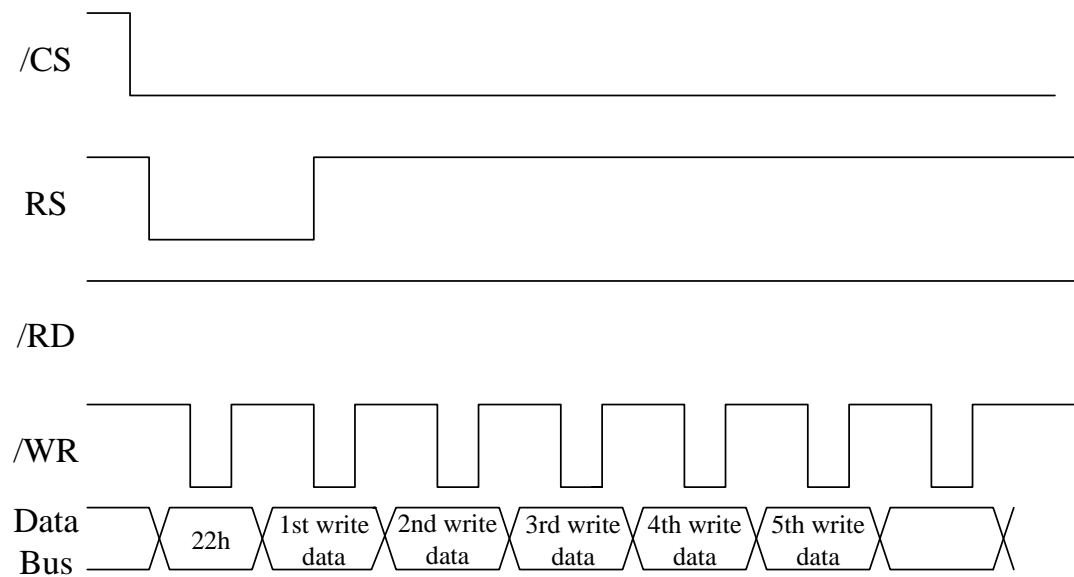 /CS
RS
/RD
/WR
Data
Bus
22h
1st write
data
2nd write
data
3rd write
data
4th write
data
5th write
data